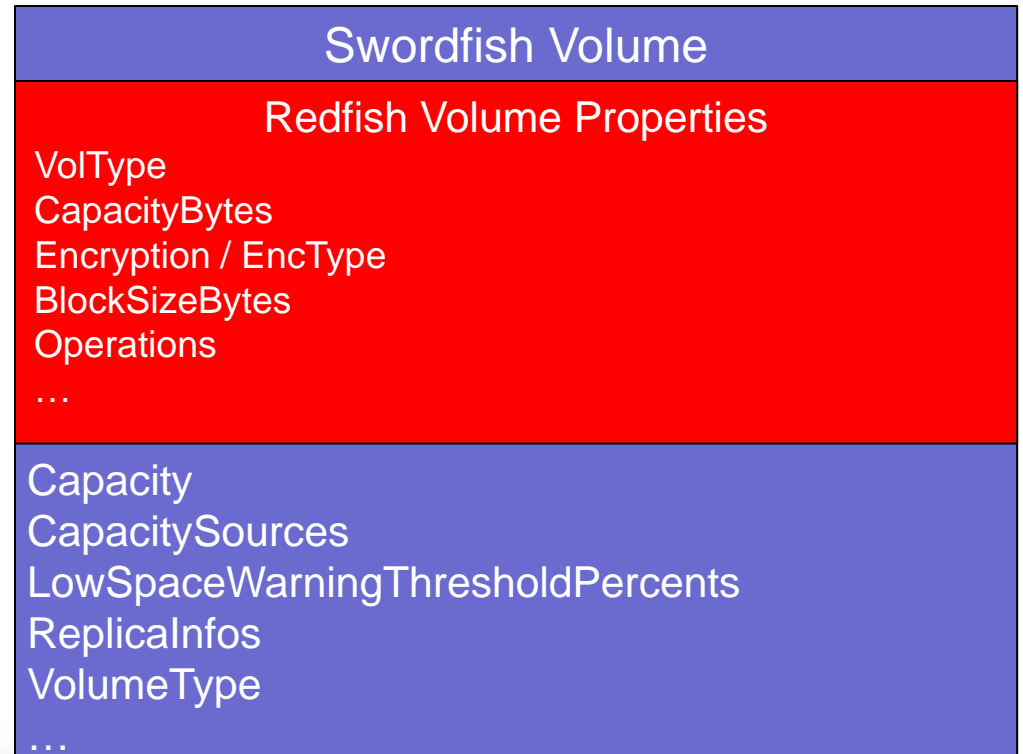 Swordfish Volume
Redfish Volume Properties
VolType
CapacityBytes
Encryption / EncType
BlockSizeBytes
Operations
…
Capacity
CapacitySources
LowSpaceWarningThresholdPercents
ReplicaInfos
VolumeType
…